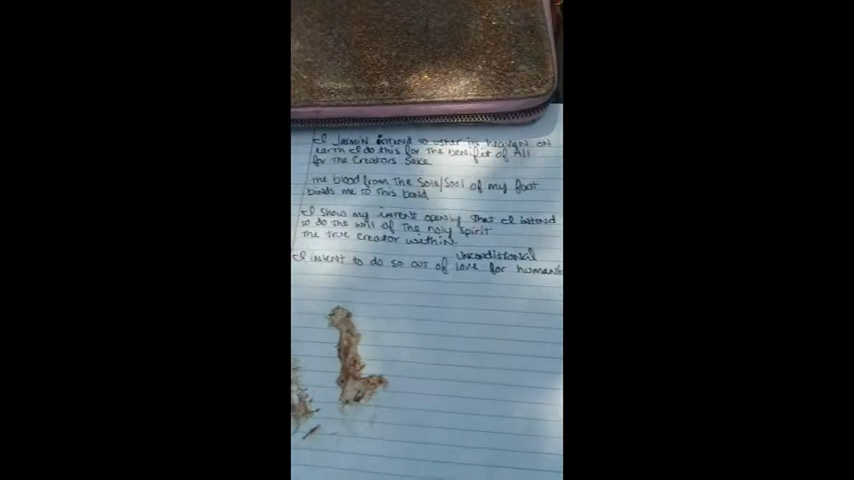 I Jasmin intend to usher in heaven on
earth I do this for the benifit of All
for the Creators Sake
The blood from The Sole/Soul of my foot
binds me to This bond.
I show my intent openly that I intend
to do the will of The holy Spirit
The True Creator within.
unconditional
I intent to do so out of love for humanit